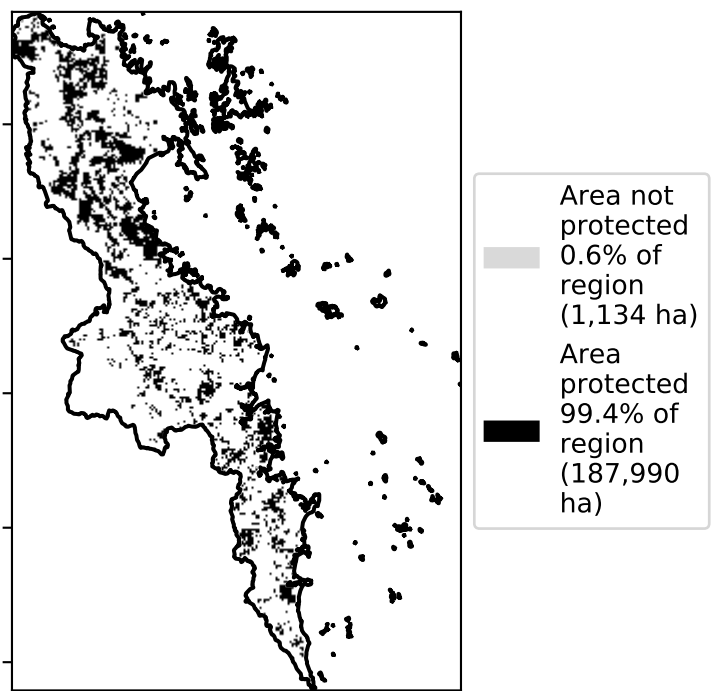 Area not
protected
0.6% of
region
(1,134 ha)
Area
protected
99.4% of
region
(187,990
ha)